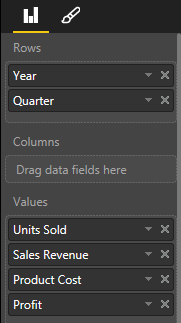 Rows
Year
Quarter
Columns
Drag data fields here
Values
Units Sold
Sales Revenue
Product Cost
Profit